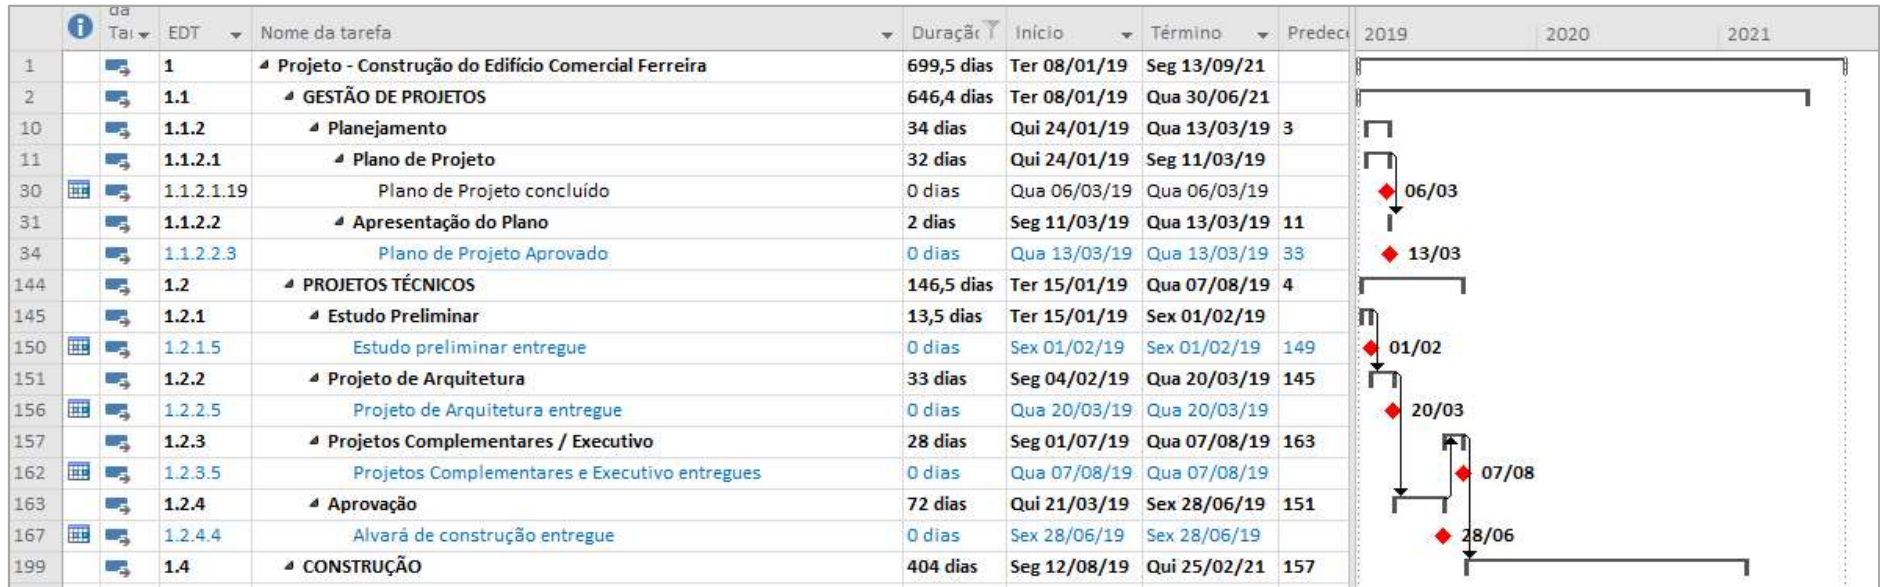 da
Tar EDT Nome da tarefa Duração Início Término Predece 2019 2020 2021
1 1 Projeto - Construção do Edifício Comercial Ferreira 699,5 dias Ter 08/01/19 Seg 13/09/21
2 1.1 GESTÃO DE PROJETOS 646,4 dias Ter 08/01/19 Qua 30/06/21
10 1.1.2 Planejamento 34 dias Qui 24/01/19 Qua 13/03/19 3
11 1.1.2.1 Plano de Projeto 32 dias Qui 24/01/19 Seg 11/03/19
30 1.1.2.1.19 Plano de Projeto concluído 0 dias Qua 06/03/19 Qua 06/03/19 06/03
31 1.1.2.2 Apresentação do Plano 2 dias Seg 11/03/19 Qua 13/03/19 11
34 1.1.2.2.3 Plano de Projeto Aprovado 0 dias Qua 13/03/19 Qua 13/03/19 33 13/03
144 1.2 PROJETOS TÉCNICOS 146,5 dias Ter 15/01/19 Qua 07/08/19 4
145 1.2.1 Estudo Preliminar 13,5 dias Ter 15/01/19 Sex 01/02/19
150 1.2.1.5 Estudo preliminar entregue 0 dias Sex 01/02/19 Sex 01/02/19 149 01/02
151 1.2.2 Projeto de Arquitetura 33 dias Seg 04/02/19 Qua 20/03/19 145
156 1.2.2.5 Projeto de Arquitetura entregue 0 dias Qua 20/03/19 Qua 20/03/19 20/03
157 1.2.3 Projetos Complementares / Executivo 28 dias Seg 01/07/19 Qua 07/08/19 163
162 1.2.3.5 Projetos Complementares e Executivo entregues 0 dias Qua 07/08/19 Qua 07/08/19 07/08
163 1.2.4 Aprovação 72 dias Qui 21/03/19 Sex 28/06/19 151
167 1.2.4.4 Alvará de construção entregue 0 dias Sex 28/06/19 Sex 28/06/19 28/06
199 1.4 CONSTRUÇÃO 404 dias Seg 12/08/19 Qui 25/02/21 157